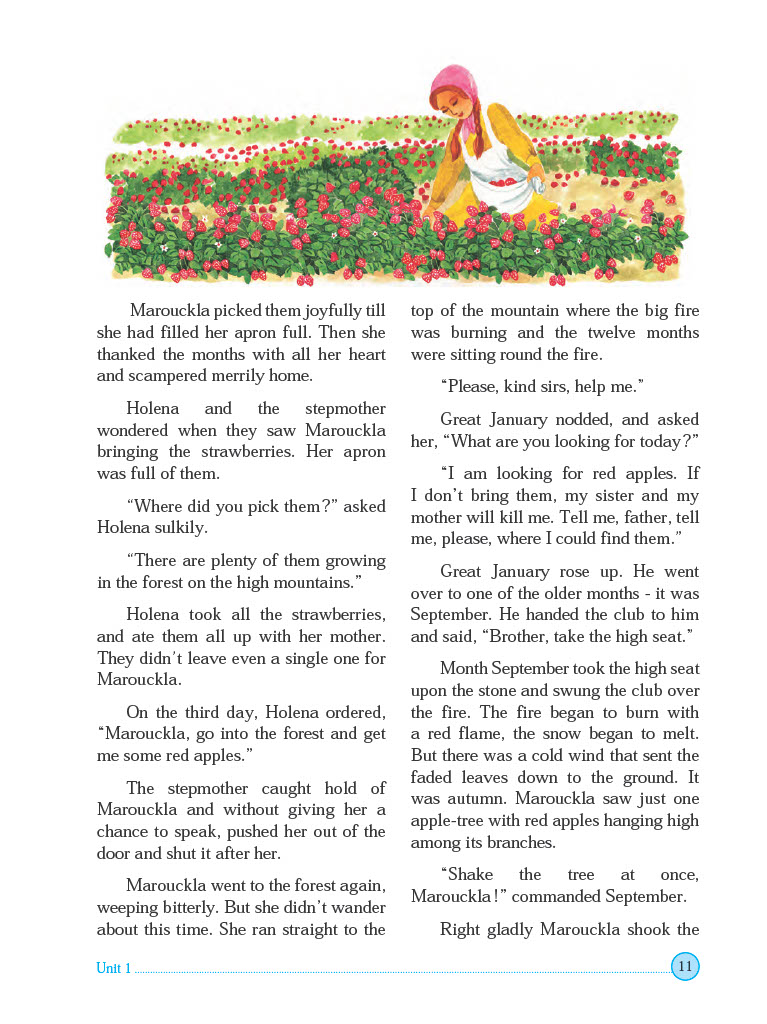 Marouckla picked them joyfully till
she had filled her apron full. Then she
thanked the months with all her heart
and scampered merrily home.
Holena and the stepmother
wondered when they saw Marouckla
bringing the strawberries. Her apron
was full of them.
“Where did you pick them?” asked
Holena sulkily.
“There are plenty of them growing
in the forest on the high mountains.”
Holena took all the strawberries,
and ate them all up with her mother.
They didn’t leave even a single one for
Marouckla.
On the third day, Holena ordered,
“Marouckla, go into the forest and get
me some red apples.”
The stepmother caught hold of
Marouckla and without giving her a
chance to speak, pushed her out of the
door and shut it after her.
Marouckla went to the forest again,
weeping bitterly. But she didn’t wander
about this time. She ran straight to the
top of the mountain where the big fire
was burning and the twelve months
were sitting round the fire.
“Please, kind sirs, help me.”
Great January nodded, and asked
her, “What are you looking for today?”
“I am looking for red apples. If
I don’t bring them, my sister and my
mother will kill me. Tell me, father, tell
me, please, where I could find them.”
Great January rose up. He went
over to one of the older months - it was
September. He handed the club to him
and said, “Brother, take the high seat.”
Month September took the high seat
upon the stone and swung the club over
the fire. The fire began to burn with
a red flame, the snow began to melt.
But there was a cold wind that sent the
faded leaves down to the ground. It
was autumn. Marouckla saw just one
apple-tree with red apples hanging high
among its branches.
“Shake the tree at once,
Marouckla!” commanded September.
Right gladly Marouckla shook the
Unit 1
11